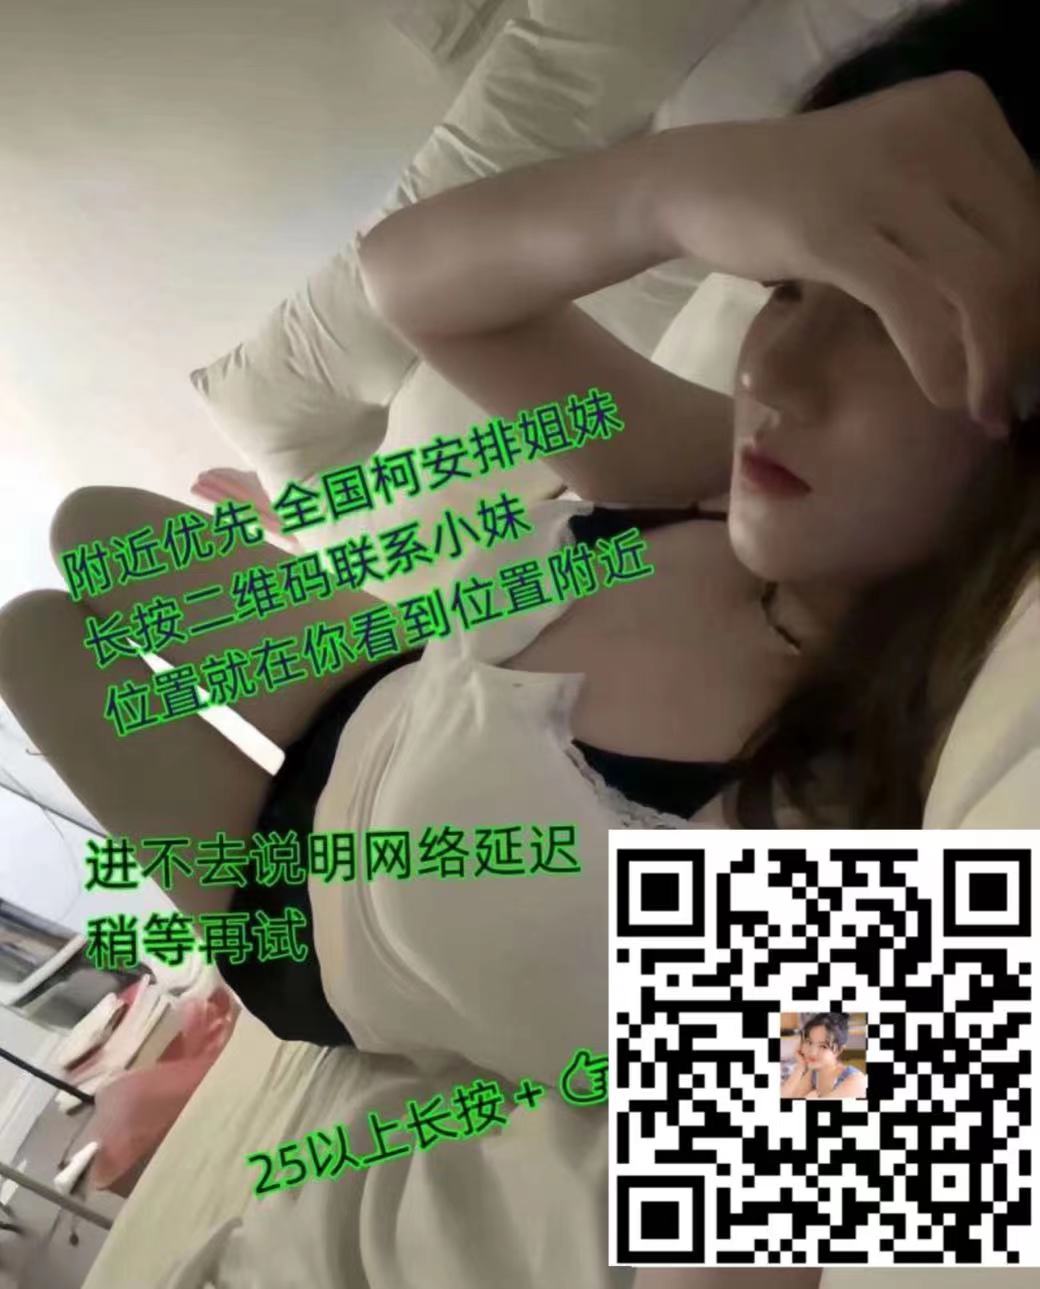 附近优先 全国柯安排姐妹
长按二维码联系小妹
位置就在你看到位置附近
进不去说明网络延迟
稍等再试
25以上长按+